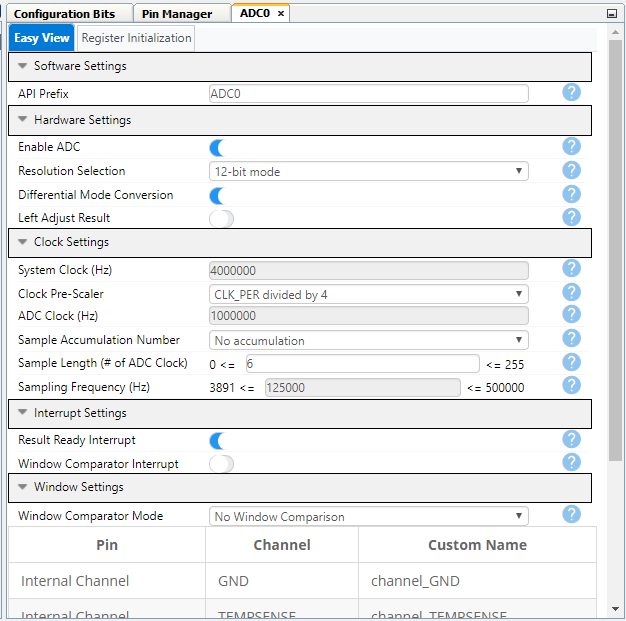 Configuration Bits Pin Manager ADC0 ×
Easy View Register Initialization
Software Settings
API Prefix ADC0 ?
Hardware Settings
Enable ADC ?
Resolution Selection 12-bit mode ?
Differential Mode Conversion ?
Left Adjust Result ?
Clock Settings
System Clock (Hz) 4000000 ?
Clock Pre-Scaler CLK_PER divided by 4 ?
ADC Clock (Hz) 1000000 ?
Sample Accumulation Number No accumulation ?
Sample Length (# of ADC Clock) 0 <= 6 <= 255 ?
Sampling Frequency (Hz) 3891 <= 125000 <= 500000 ?
Interrupt Settings
Result Ready Interrupt ?
Window Comparator Interrupt ?
Window Settings
Window Comparator Mode No Window Comparison ?
Pin Channel Custom Name
Internal Channel GND channel_GND
Internal Channel TEMPSENSE channel_TEMPSENSE